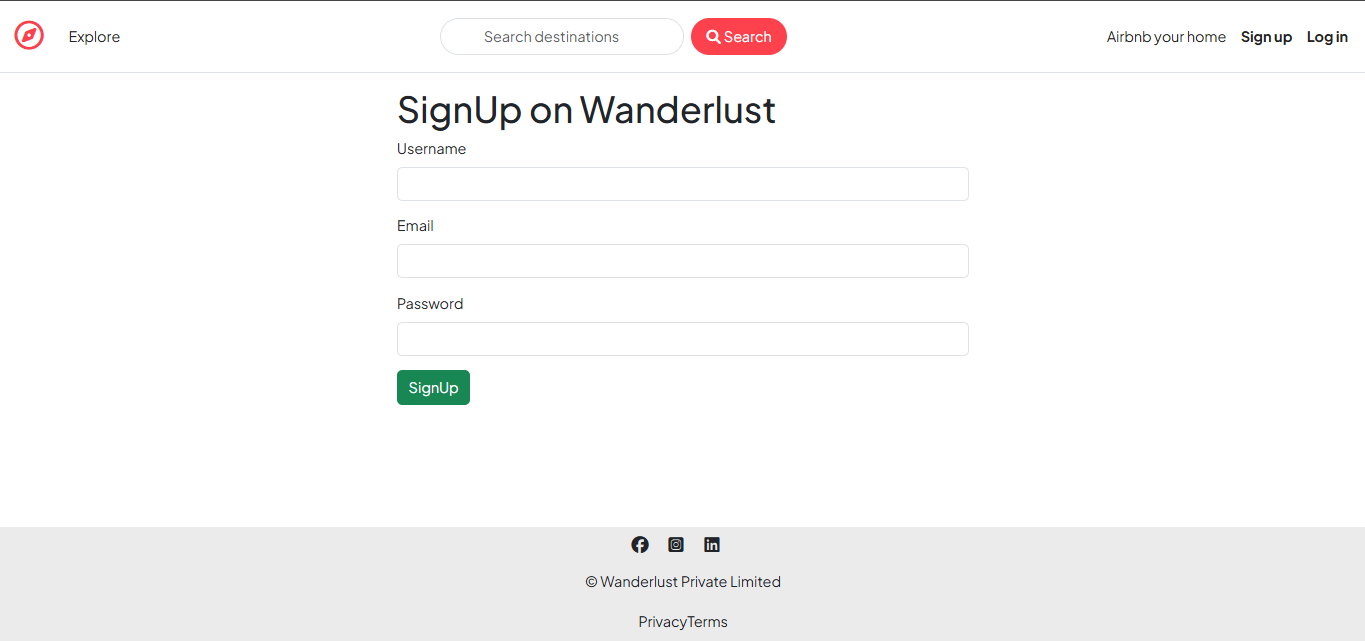 Explore
Search destinations
Search
Airbnb your home
Sign up
Log in
SignUp on Wanderlust
Username
Email
Password
SignUp
© Wanderlust Private Limited
PrivacyTerms